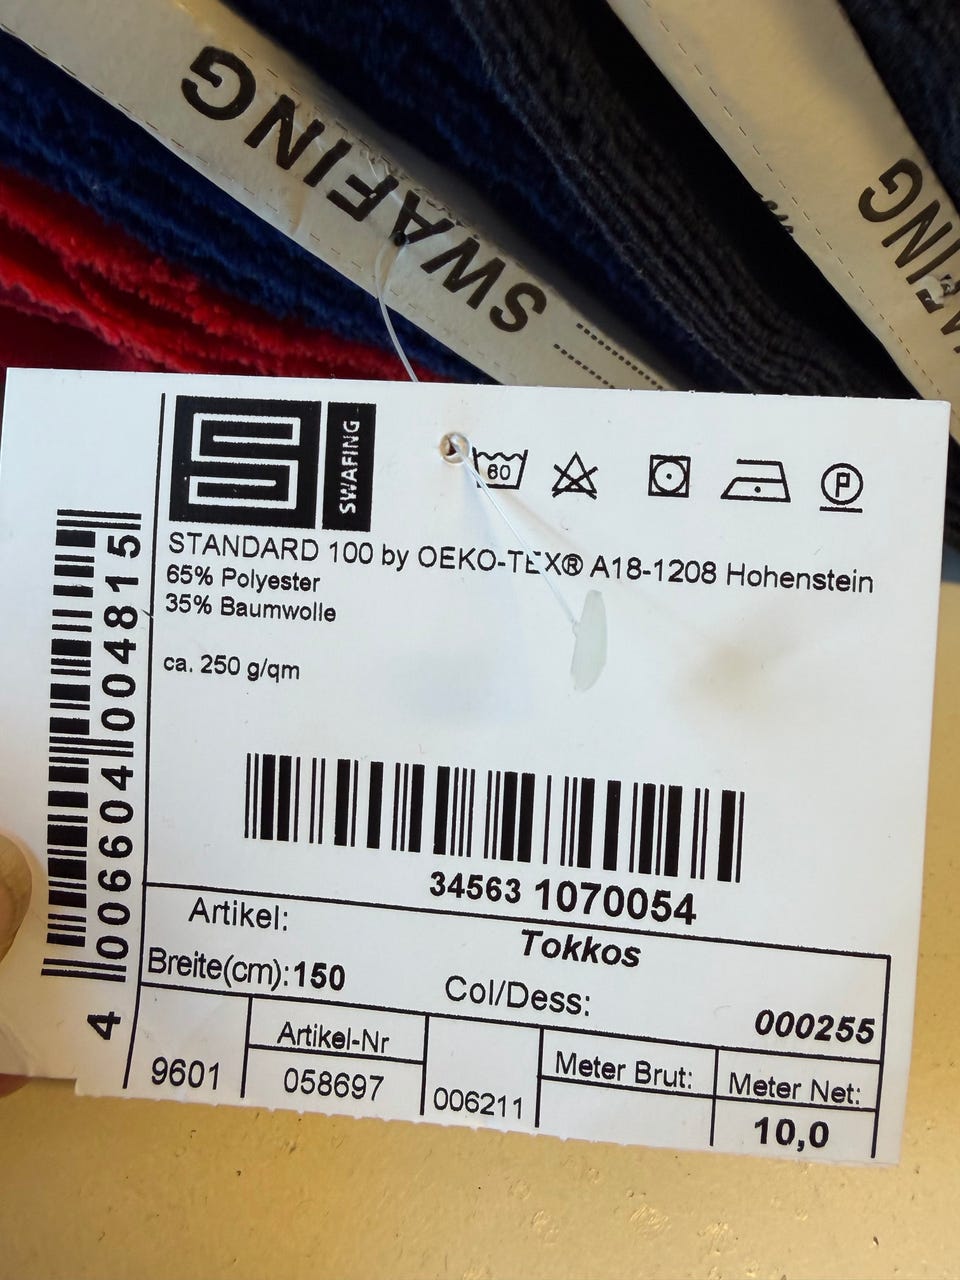 SWAFING
SWAFING
SWAFING
60
P
STANDARD 100 by OEKO-TEX® A18-1208 Hohenstein
65% Polyester
35% Baumwolle
ca. 250 g/qm
4 006604 004815
34563 1070054
Artikel:
Tokkos
Breite(cm): 150
Col/Dess:
000255
9601
Artikel-Nr
058697
006211
Meter Brut:
Meter Net:
10,0